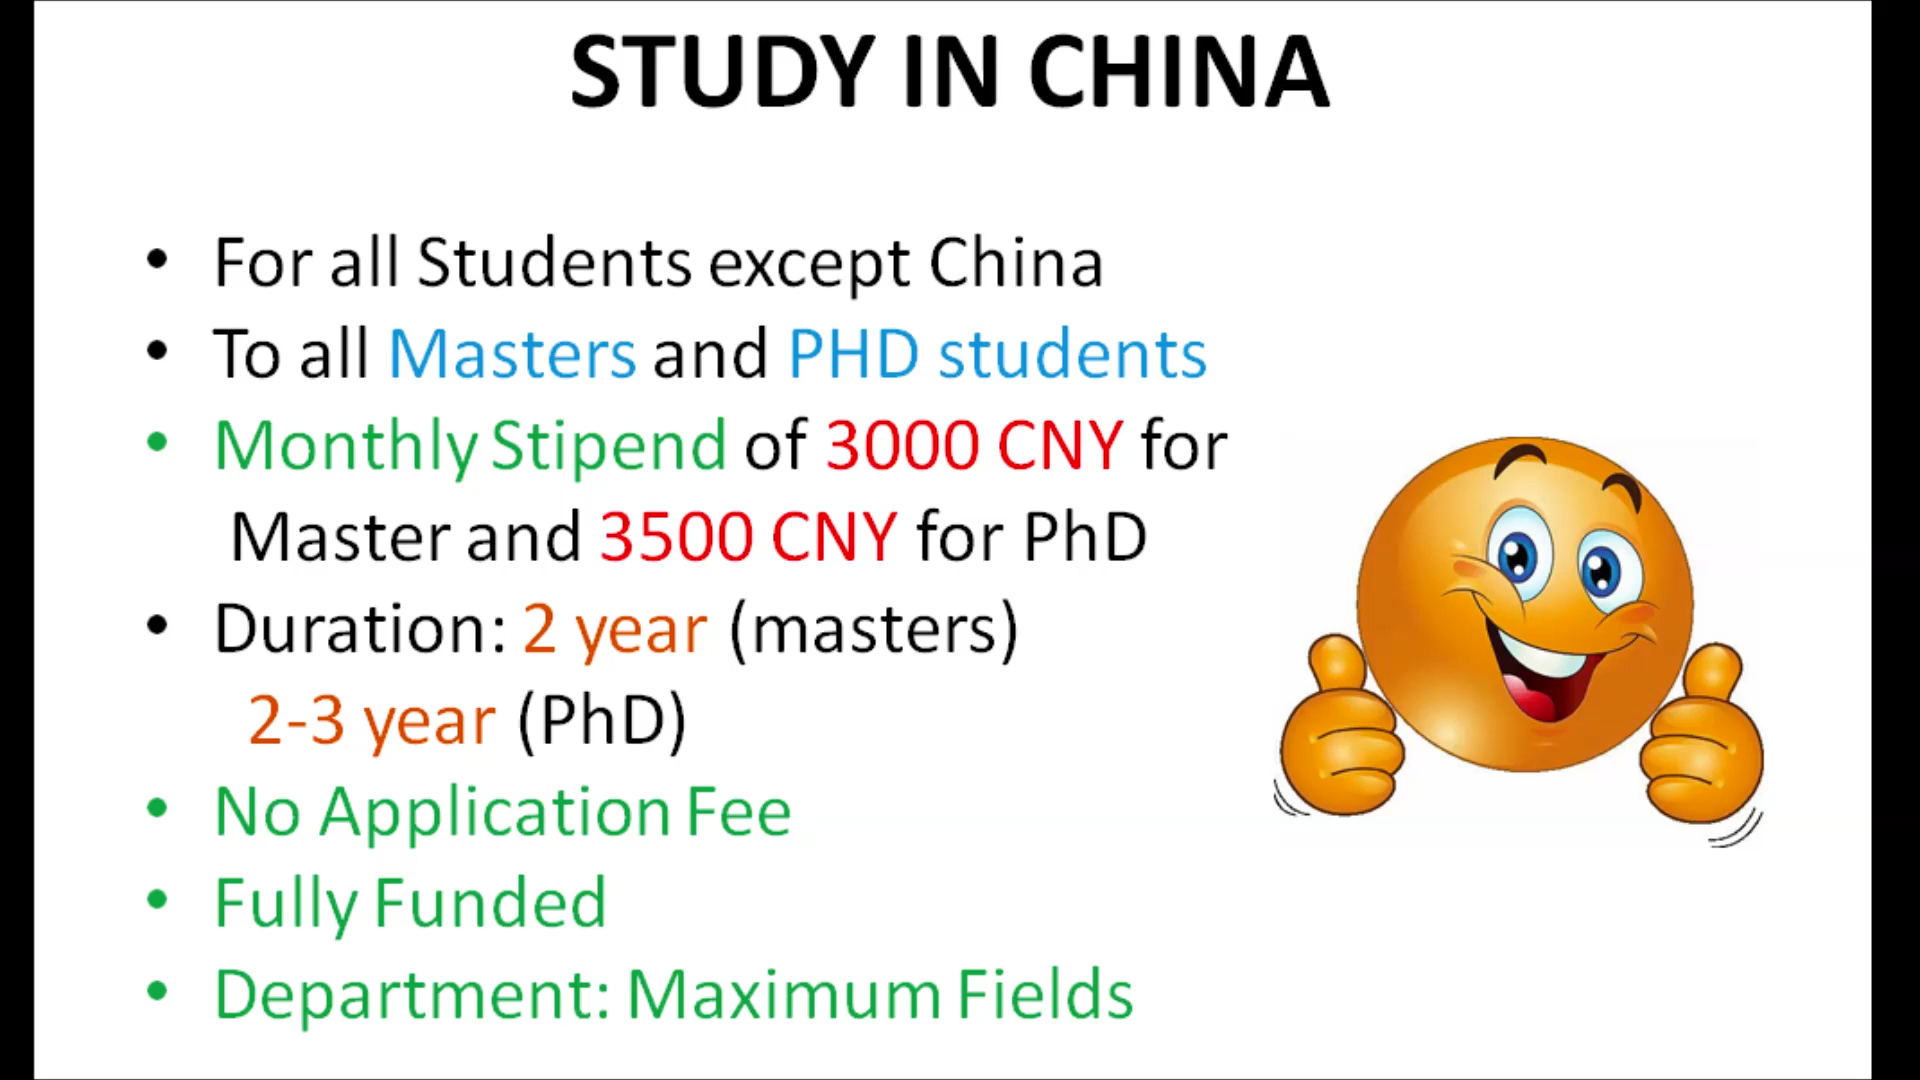 STUDY IN CHINA
• For all Students except China
• To all Masters and PHD students
• Monthly Stipend of 3000 CNY for
Master and 3500 CNY for PhD
• Duration: 2 year (masters)
2-3 year (PhD)
• No Application Fee
• Fully Funded
• Department: Maximum Fields